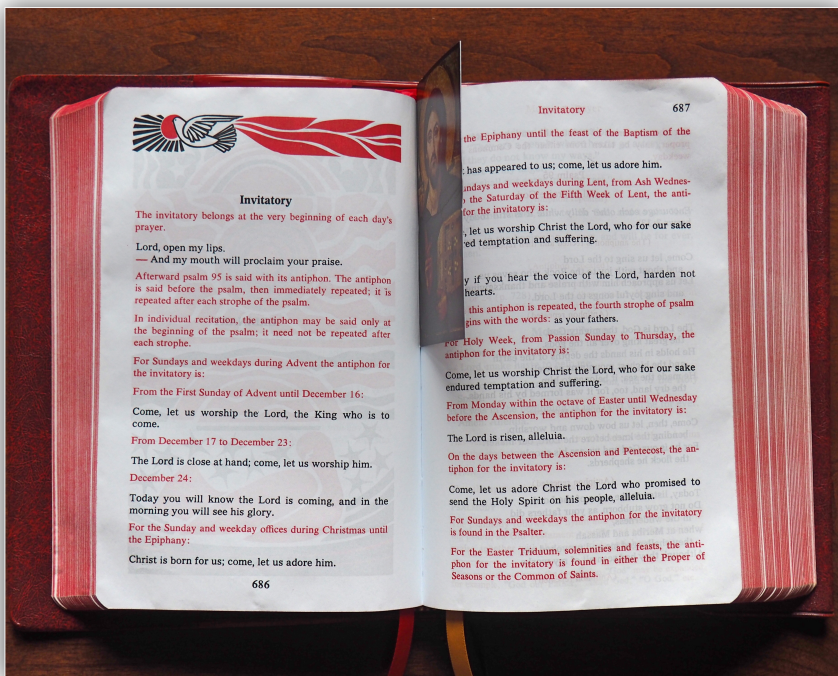 Invitatory
The invitatory belongs at the very beginning of each day's
prayer.
Lord, open my lips.
— And my mouth will proclaim your praise.
Afterward psalm 95 is said with its antiphon. The antiphon
is said before the psalm, then immediately repeated; it is
repeated after each strophe of the psalm.
In individual recitation, the antiphon may be said only at
the beginning of the psalm; it need not be repeated after
each strophe.
For Sundays and weekdays during Advent the antiphon for
the invitatory is:
From the First Sunday of Advent until December 16:
Come, let us worship the Lord, the King who is to
come.
From December 17 to December 23:
The Lord is close at hand; come, let us worship him.
December 24:
Today you will know the Lord is coming, and in the
morning you will see his glory.
For the Sunday and weekday offices during Christmas until
the Epiphany:
Christ is born for us; come, let us adore him.
686
Invitatory 687
the Epiphany until the feast of the Baptism of the
has appeared to us; come, let us adore him.
and weekdays during Lent, from Ash Wednes-
the Saturday of the Fifth Week of Lent, the anti-
for the invitatory is:
, let us worship Christ the Lord, who for our sake
temptation and suffering.
if you hear the voice of the Lord, harden not
hearts.
this antiphon is repeated, the fourth strophe of psalm
with the words: as your fathers.
For Holy Week, from Passion Sunday to Thursday, the
antiphon for the invitatory is:
Come, let us worship Christ the Lord, who for our sake
endured temptation and suffering.
From Monday within the octave of Easter until Wednesday
before the Ascension, the antiphon for the invitatory is:
The Lord is risen, alleluia.
On the days between the Ascension and Pentecost, the an-
tiphon for the invitatory is:
Come, let us adore Christ the Lord who promised to
send the Holy Spirit on his people, alleluia.
For Sundays and weekdays the antiphon for the invitatory
is found in the Psalter.
For the Easter Triduum, solemnities and feasts, the anti-
phon for the invitatory is found in either the Proper of
Seasons or the Common of Saints.